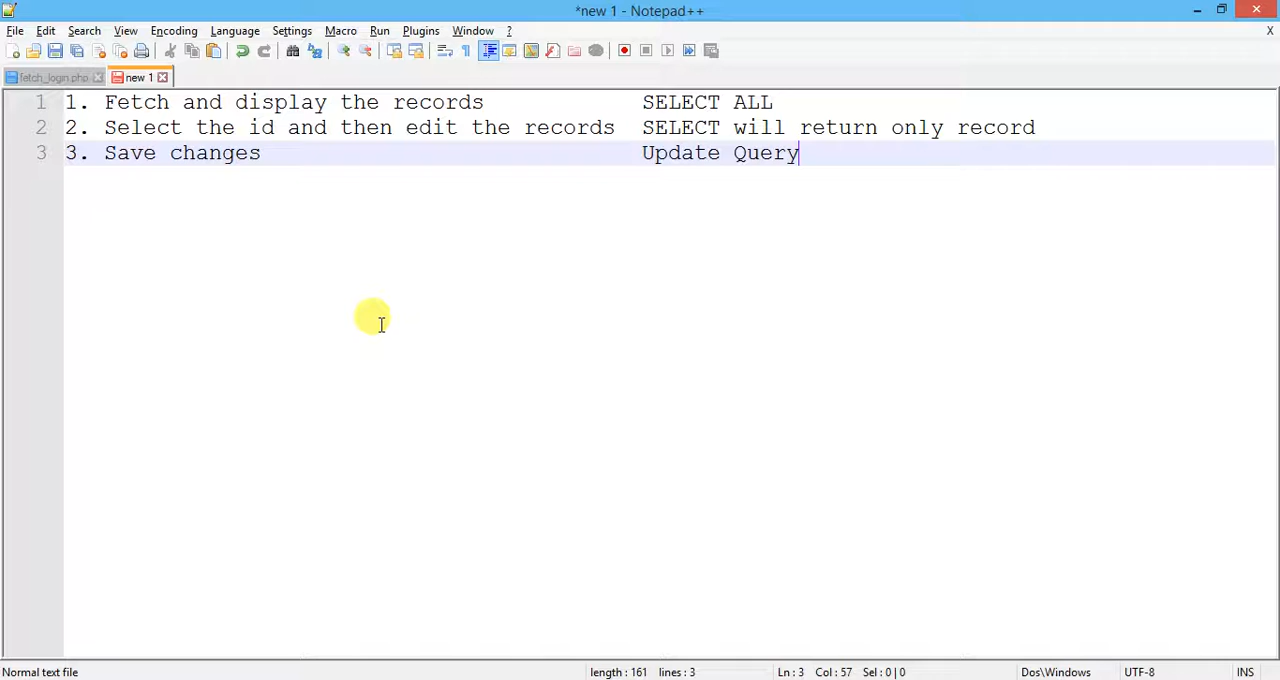 *new 1 - Notepad++
File Edit Search View Encoding Language Settings Macro Run Plugins Window ? X
fetch_login.php new 1
1 1. Fetch and display the records SELECT ALL
2 2. Select the id and then edit the records SELECT will return only record
3 3. Save changes Update Query
Normal text file length : 161 lines : 3 Ln : 3 Col : 57 Sel : 0 | 0 Dos\Windows UTF-8 INS